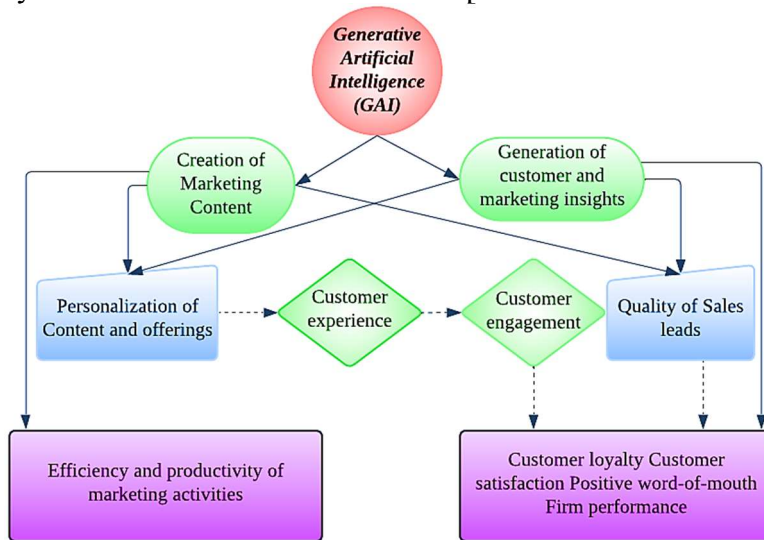 Generative
Artificial
Intelligence
(GAI)
Creation of
Marketing
Content
Generation of
customer and
marketing insights
Personalization of
Content and offerings
Customer
experience
Customer
engagement
Quality of Sales
leads
Efficiency and productivity of
marketing activities
Customer loyalty Customer
satisfaction Positive word-of-mouth
Firm performance